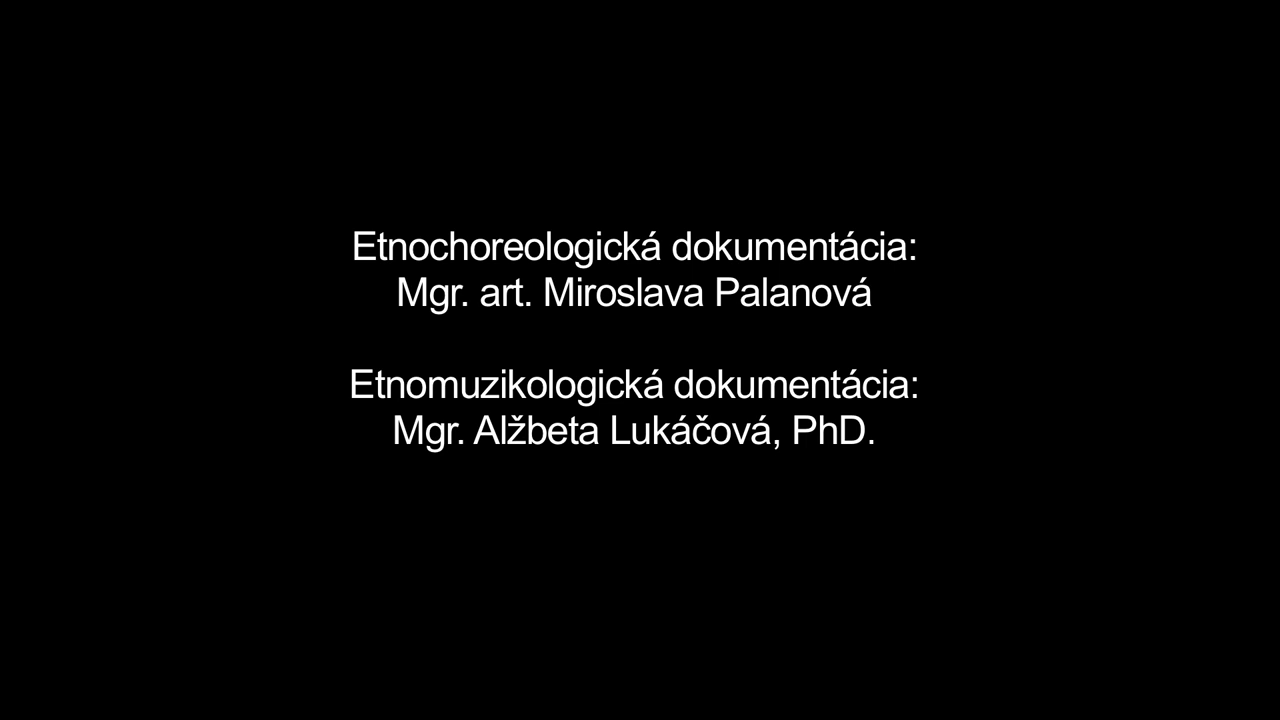 Etnochoreologická dokumentácia:
Mgr. art. Miroslava Palanová
Etnomuzikologická dokumentácia:
Mgr. Alžbeta Lukáčová, PhD.